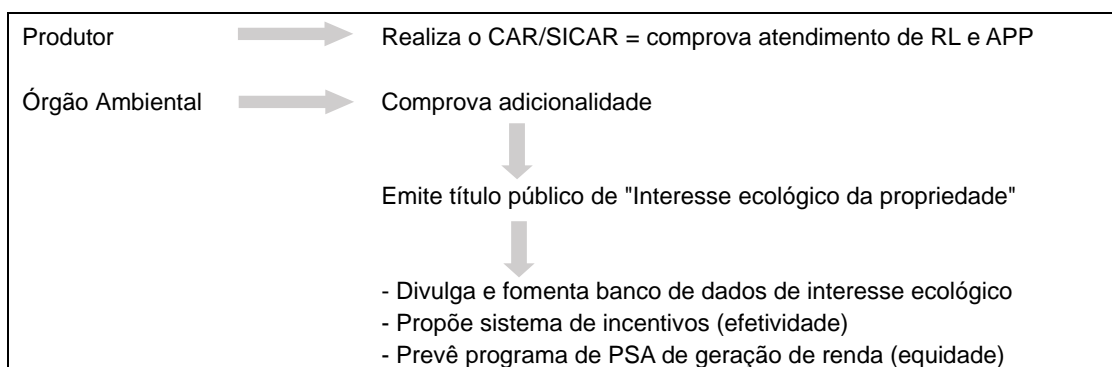 Produtor Realiza o CAR/SICAR = comprova atendimento de RL e APP
Órgão Ambiental Comprova adicionalidade
Emite título público de "Interesse ecológico da propriedade"
- Divulga e fomenta banco de dados de interesse ecológico
- Propõe sistema de incentivos (efetividade)
- Prevê programa de PSA de geração de renda (equidade)